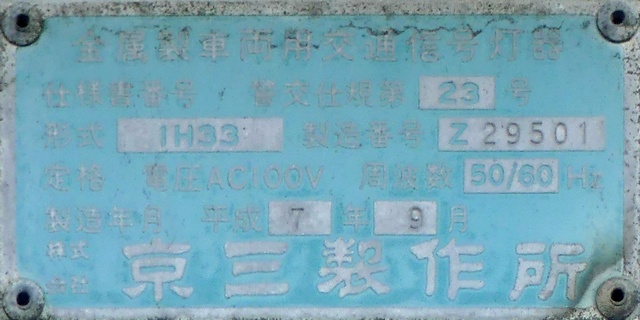 金属製車両用交通信号灯器
仕様書番号 警交仕規第 23 号
形式 1H33 製造番号 Z 29501
定格 電圧AC100V 周波数 50/60 Hz
製造年月 平成 7 年 9 月
株式会社 京三製作所